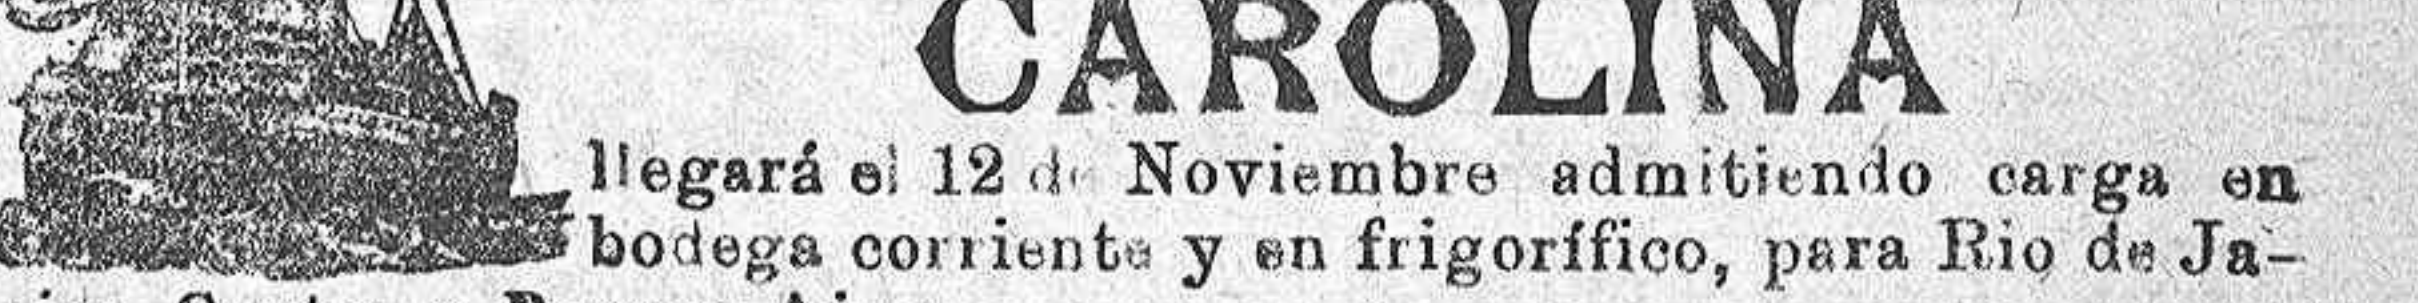 CAROLINA
llegará el 12 de Noviembre admitiendo carga en
bodega corriente y en frigorífico, para Rio de Ja-